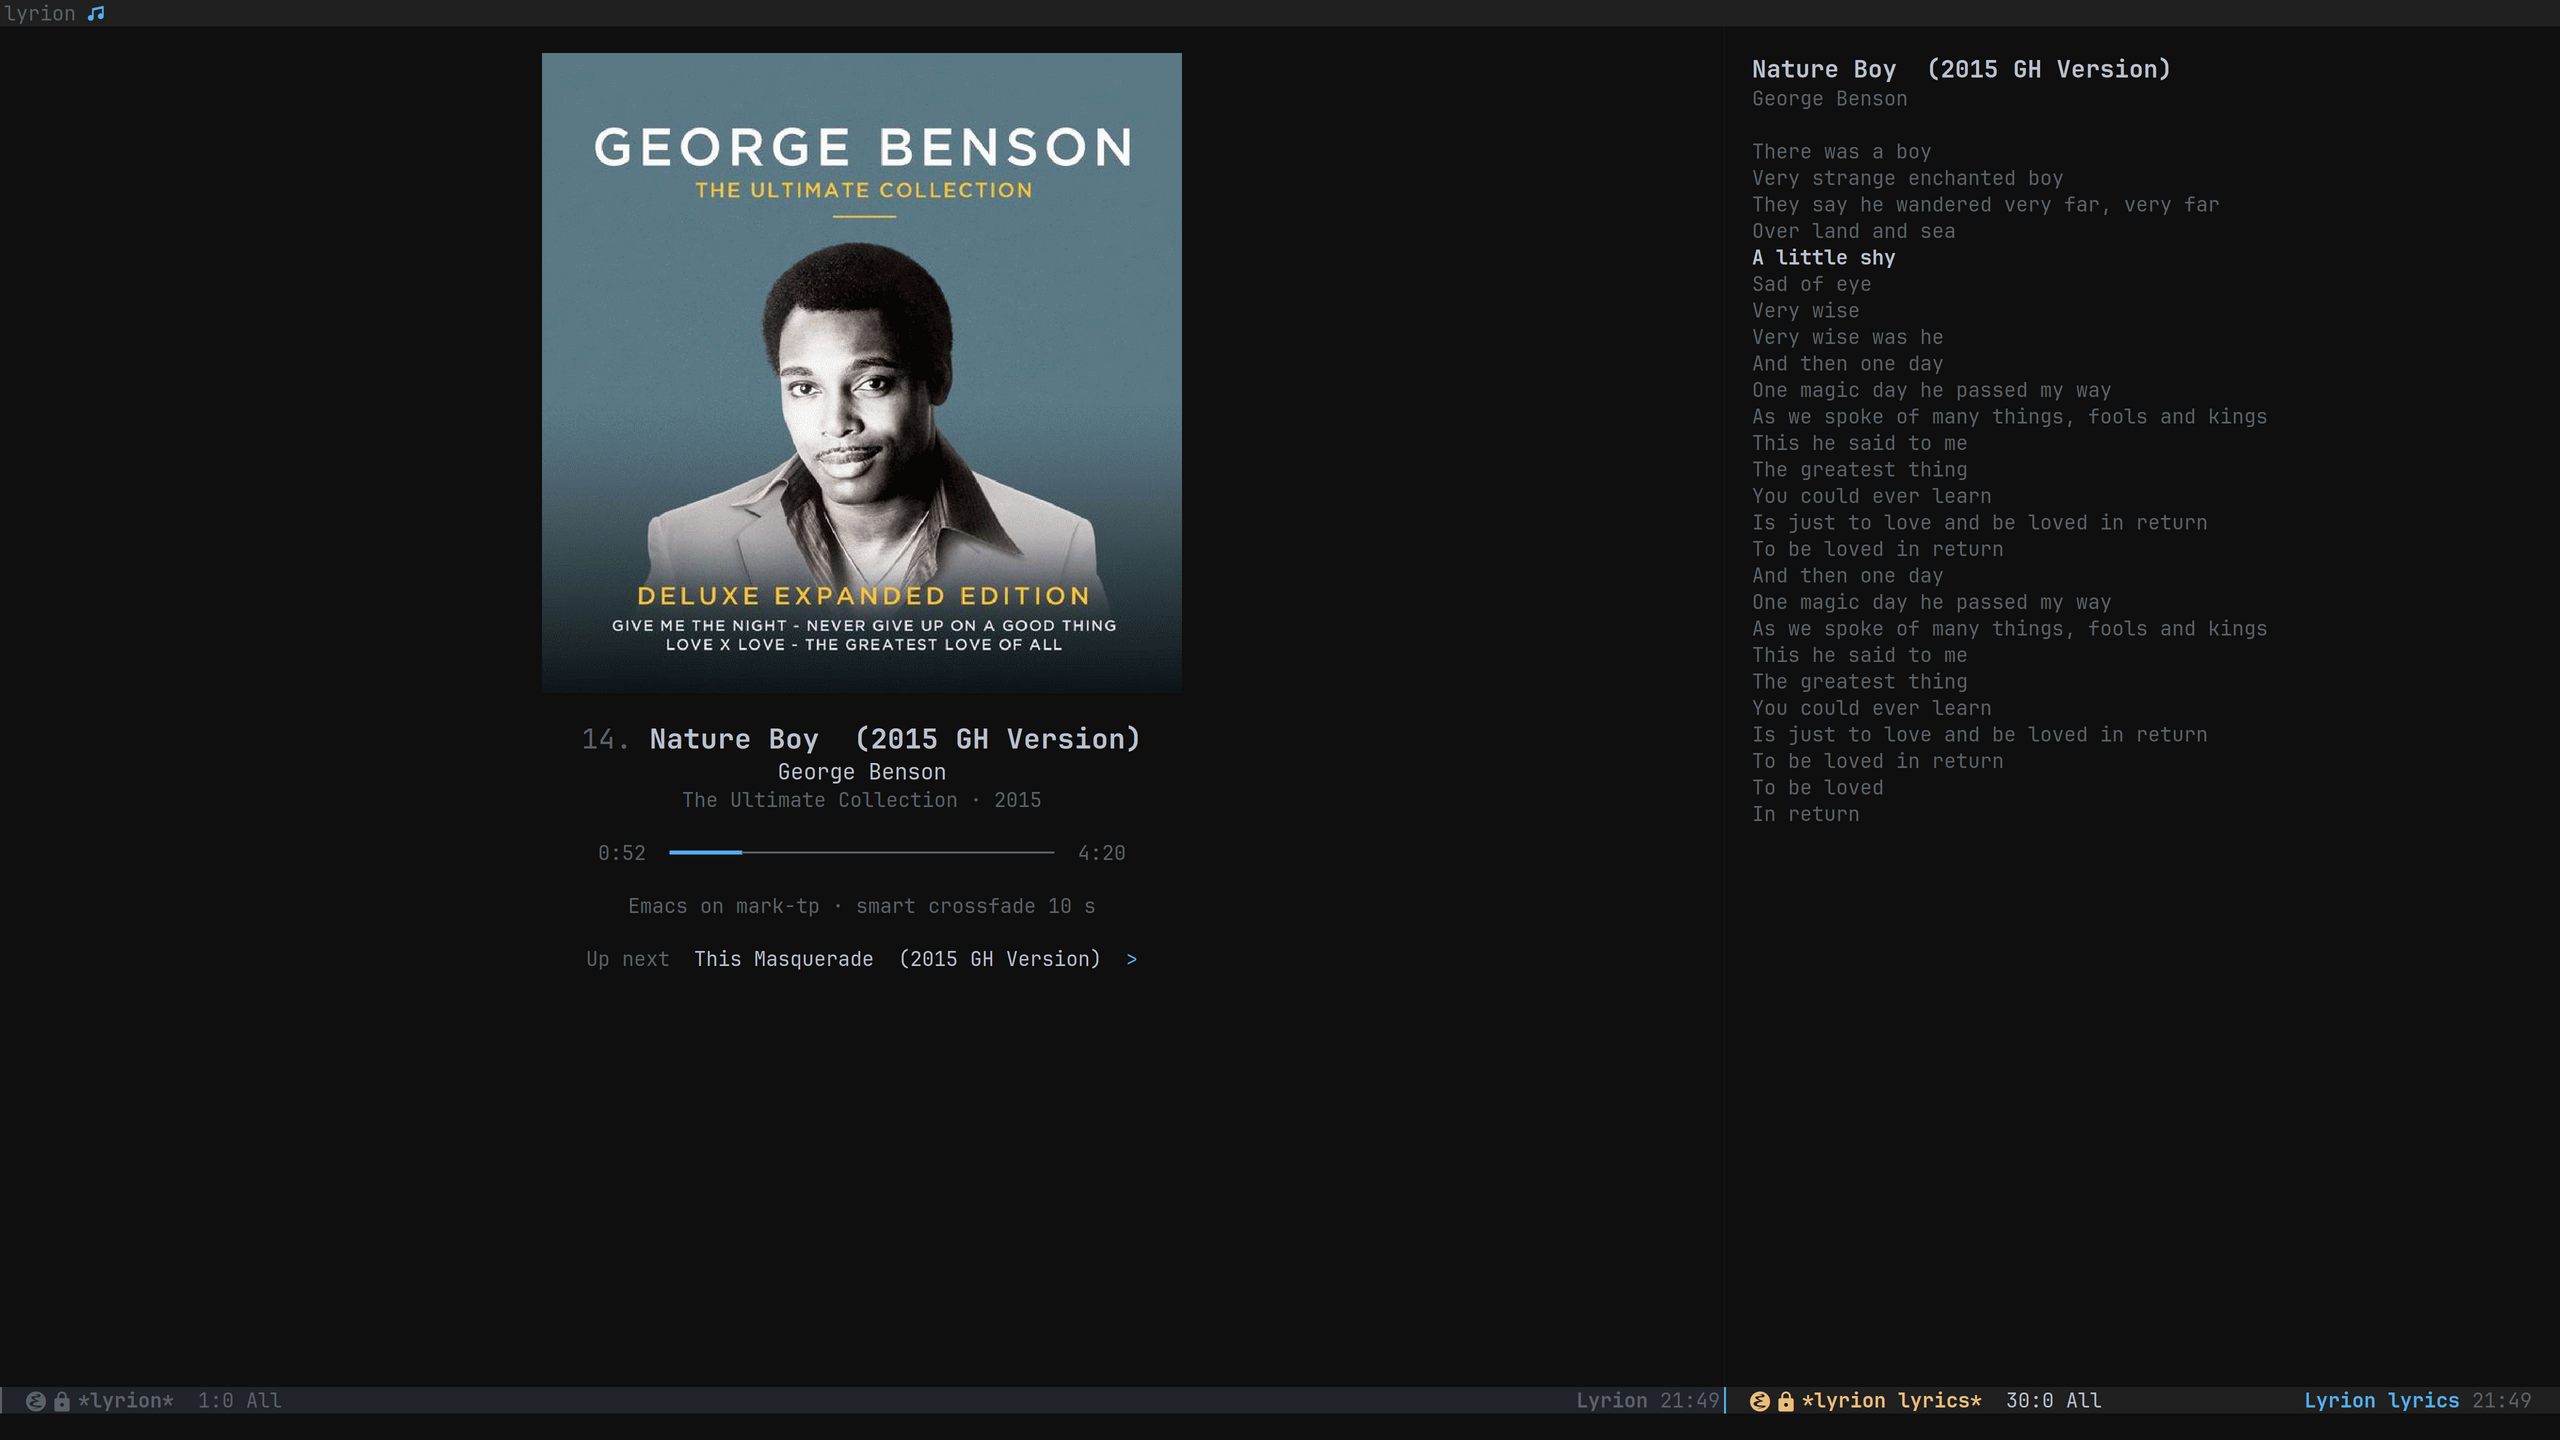 lyrion
GEORGE BENSON
THE ULTIMATE COLLECTION
DELUXE EXPANDED EDITION
GIVE ME THE NIGHT - NEVER GIVE UP ON A GOOD THING
LOVE X LOVE - THE GREATEST LOVE OF ALL
14. Nature Boy  (2015 GH Version)
George Benson
The Ultimate Collection · 2015
0:52 4:20
Emacs on mark-tp · smart crossfade 10 s
Up next  This Masquerade  (2015 GH Version)  >
Nature Boy  (2015 GH Version)
George Benson
There was a boy
Very strange enchanted boy
They say he wandered very far, very far
Over land and sea
A little shy
Sad of eye
Very wise
Very wise was he
And then one day
One magic day he passed my way
As we spoke of many things, fools and kings
This he said to me
The greatest thing
You could ever learn
Is just to love and be loved in return
To be loved in return
And then one day
One magic day he passed my way
As we spoke of many things, fools and kings
This he said to me
The greatest thing
You could ever learn
Is just to love and be loved in return
To be loved in return
To be loved
In return
*lyrion*  1:0 All Lyrion 21:49
*lyrion lyrics*  30:0 All Lyrion lyrics 21:49